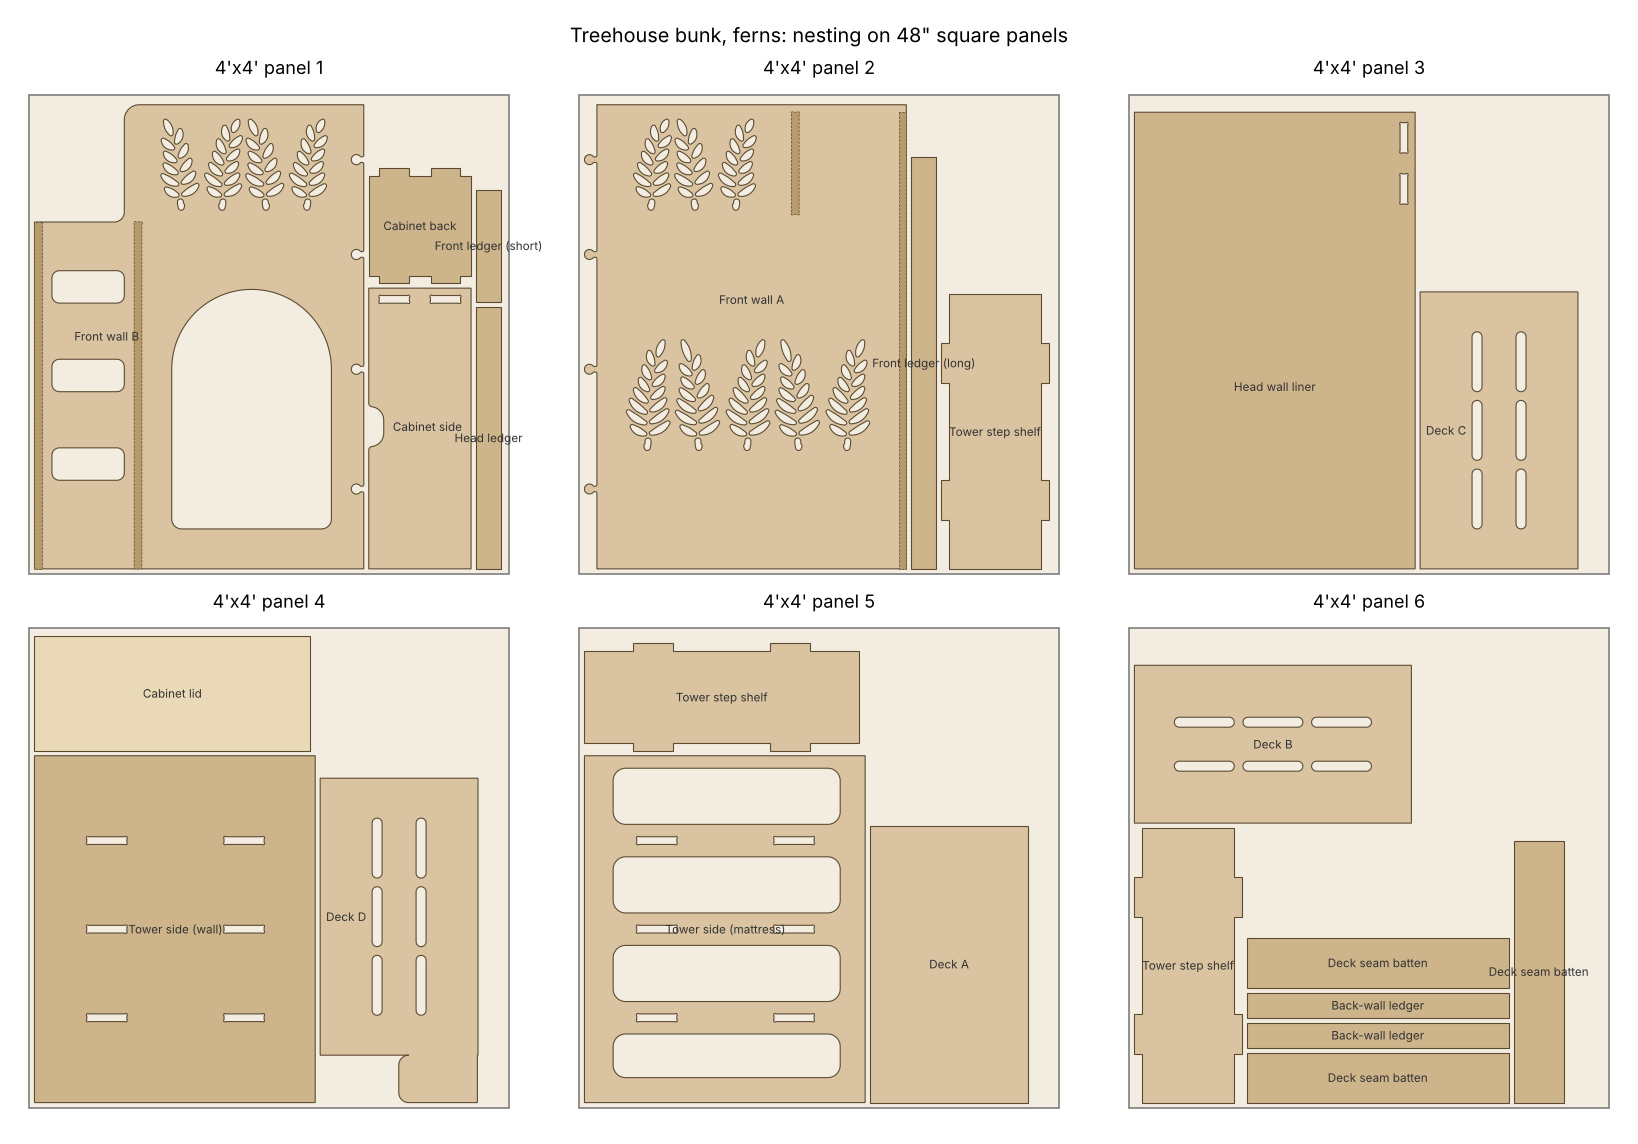 Treehouse bunk, ferns: nesting on 48" square panels
4'x4' panel 1
4'x4' panel 2
4'x4' panel 3
Cabinet back
Front ledger (short)
Front wall B
Cabinet side
Head ledger
Front wall A
Front ledger (long)
Tower step shelf
Head wall liner
Deck C
4'x4' panel 4
4'x4' panel 5
4'x4' panel 6
Cabinet lid
Tower side (wall)
Deck D
Tower step shelf
Tower side (mattress)
Deck A
Deck B
Tower step shelf
Deck seam batten
Deck seam batten
Back-wall ledger
Back-wall ledger
Deck seam batten